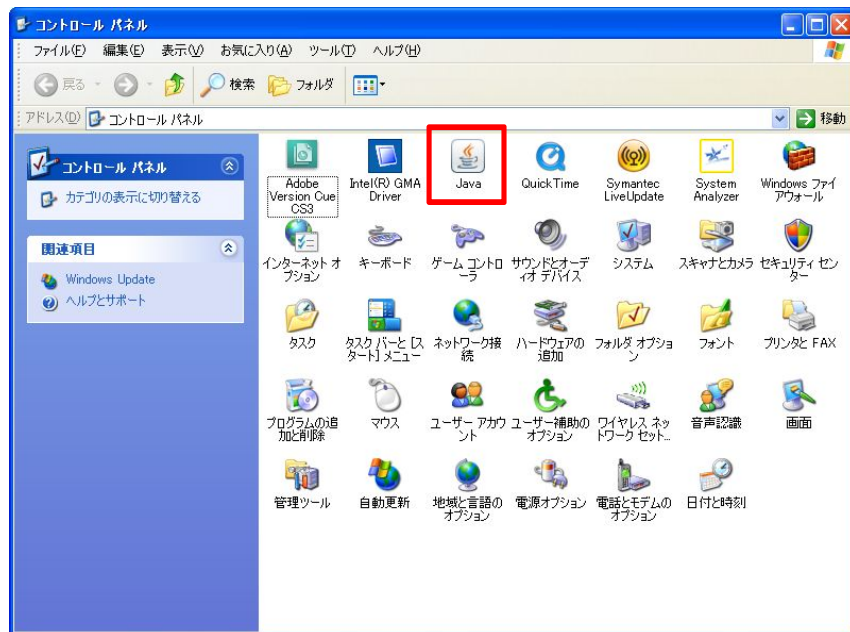 コントロール パネル
ファイル(F) 編集(E) 表示(V) お気に入り(A) ツール(T) ヘルプ(H)
戻る 検索 フォルダ
アドレス(D) コントロール パネル 移動
コントロール パネル
カテゴリの表示に切り替える
関連項目
Windows Update
ヘルプとサポート
Adobe
Version Cue
CS3
Intel(R) GMA
Driver
Java
QuickTime
Symantec
LiveUpdate
System
Analyzer
Windows ファイ
アウォール
インターネット オ
プション
キーボード
ゲーム コントロ
ーラ
サウンドとオーデ
ィオ デバイス
システム
スキャナとカメラ
セキュリティ セン
ター
タスク
タスク バーと [ス
タート] メニュー
ネットワーク接
続
ハードウェアの
追加
フォルダ オプショ
ン
フォント
プリンタと FAX
プログラムの追
加と削除
マウス
ユーザー アカウ
ント
ユーザー補助の
オプション
ワイヤレス ネッ
トワーク セット...
音声認識
画面
管理ツール
自動更新
地域と言語の
オプション
電源オプション
電話とモデムの
オプション
日付と時刻